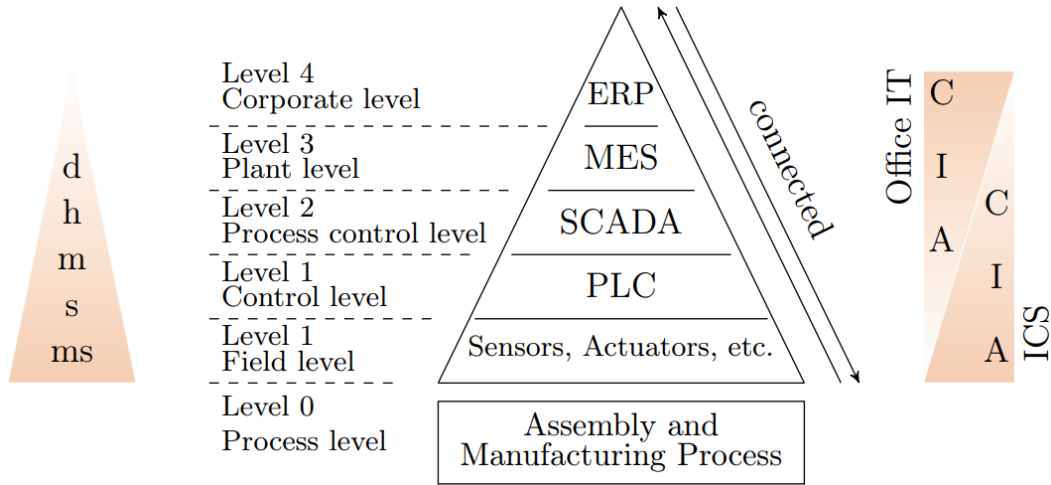 d
h
m
s
ms
Level 4
Corporate level
Level 3
Plant level
Level 2
Process control level
Level 1
Control level
Level 1
Field level
Level 0
Process level
ERP
MES
SCADA
PLC
Sensors, Actuators, etc.
Assembly and
Manufacturing Process
connected
Office IT
C
I
A
C
I
A
ICS